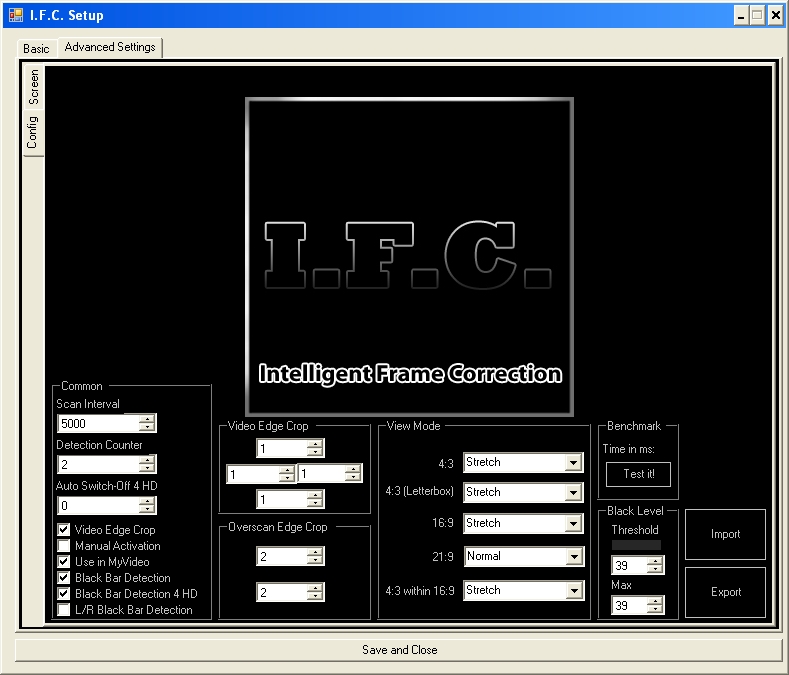 I.F.C. Setup
Basic
Advanced Settings
Screen
Config
I.F.C.
Intelligent Frame Correction
Common
Scan Interval
5000
Detection Counter
2
Auto Switch-Off 4 HD
0
Video Edge Crop
Manual Activation
Use in MyVideo
Black Bar Detection
Black Bar Detection 4 HD
L/R Black Bar Detection
Video Edge Crop
1
1 1
1
Overscan Edge Crop
2
2
View Mode
4:3 Stretch
4:3 (Letterbox) Stretch
16:9 Stretch
21:9 Normal
4:3 within 16:9 Stretch
Benchmark
Time in ms:
Test it!
Black Level
Threshold
39
Max
39
Import
Export
Save and Close